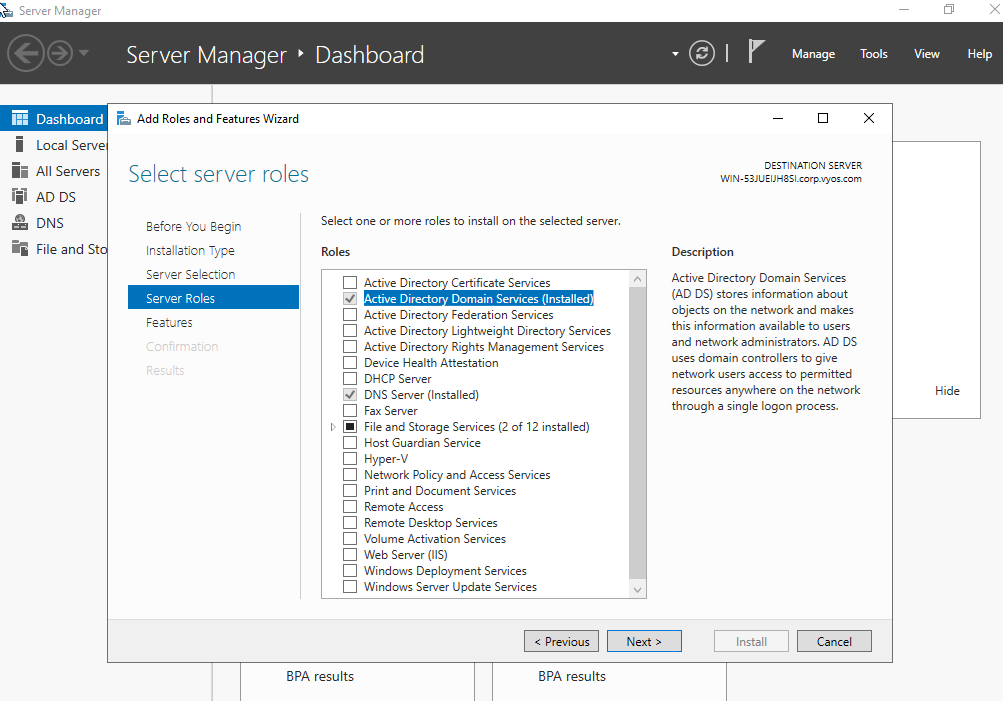 Server Manager
Server Manager ‣ Dashboard
Manage Tools View Help
Dashboard
Local Server
All Servers
AD DS
DNS
File and Sto
Add Roles and Features Wizard
Select server roles
DESTINATION SERVER
WIN-53JUEIJH8SI.corp.vyos.com
Before You Begin
Installation Type
Server Selection
Server Roles
Features
Confirmation
Results
Select one or more roles to install on the selected server.
Roles
Active Directory Certificate Services
Active Directory Domain Services (Installed)
Active Directory Federation Services
Active Directory Lightweight Directory Services
Active Directory Rights Management Services
Device Health Attestation
DHCP Server
DNS Server (Installed)
Fax Server
File and Storage Services (2 of 12 installed)
Host Guardian Service
Hyper-V
Network Policy and Access Services
Print and Document Services
Remote Access
Remote Desktop Services
Volume Activation Services
Web Server (IIS)
Windows Deployment Services
Windows Server Update Services
Description
Active Directory Domain Services
(AD DS) stores information about
objects on the network and makes
this information available to users
and network administrators. AD DS
uses domain controllers to give
network users access to permitted
resources anywhere on the network
through a single logon process.
Hide
< Previous Next > Install Cancel
BPA results BPA results